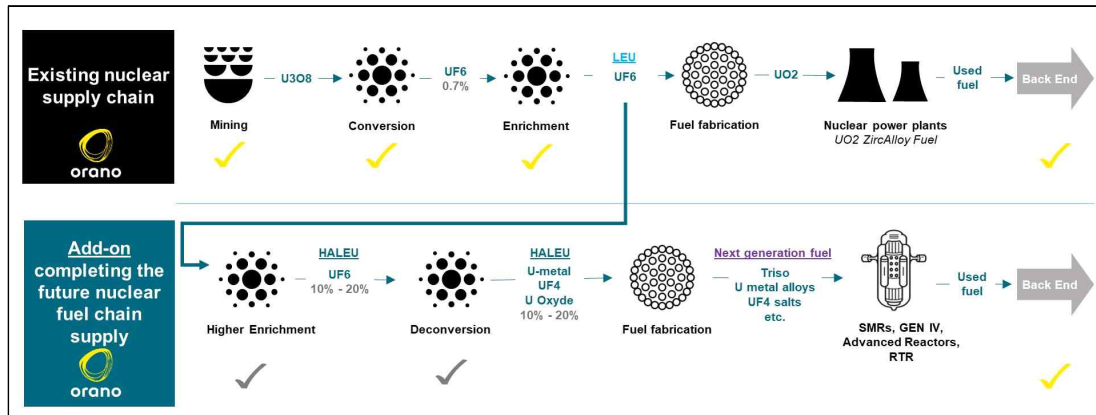 Existing nuclear
supply chain
orano
U3O8
UF6
0.7%
LEU
UF6
UO2
Used
fuel
Back End
Mining
Conversion
Enrichment
Fuel fabrication
Nuclear power plants
UO2 ZircAlloy Fuel
Add-on
completing the
future nuclear
fuel chain
supply
orano
HALEU
UF6
10% - 20%
HALEU
U-metal
UF4
U Oxyde
10% - 20%
Next generation fuel
Triso
U metal alloys
UF4 salts
etc.
Used
fuel
Back End
Higher Enrichment
Deconversion
Fuel fabrication
SMRs, GEN IV,
Advanced Reactors,
RTR